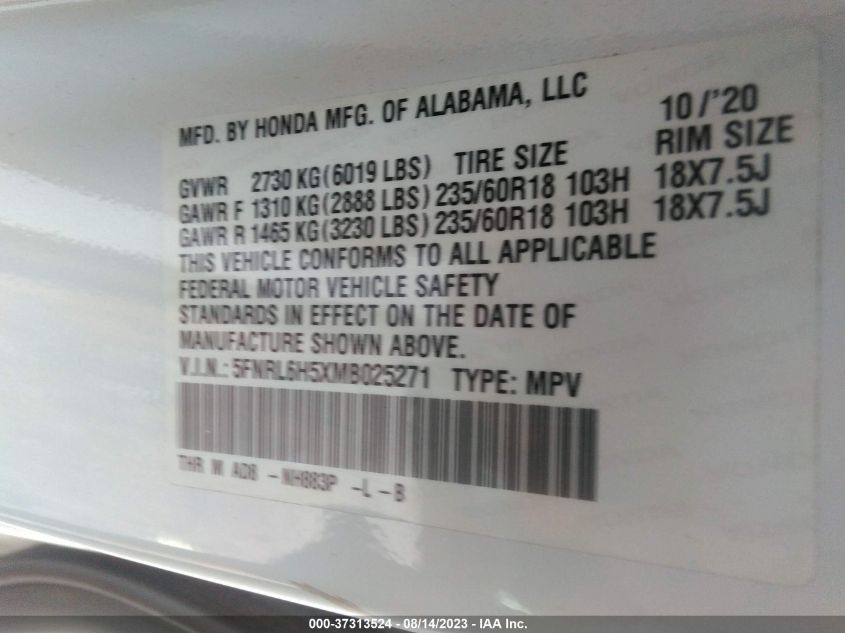 MFD. BY HONDA MFG. OF ALABAMA, LLC 10/'20
GVWR 2730 KG(6019 LBS) TIRE SIZE RIM SIZE
GAWR F 1310 KG(2888 LBS) 235/60R18 103H 18X7.5J
GAWR R 1465 KG(3230 LBS) 235/60R18 103H 18X7.5J
THIS VEHICLE CONFORMS TO ALL APPLICABLE
FEDERAL MOTOR VEHICLE SAFETY
STANDARDS IN EFFECT ON THE DATE OF
MANUFACTURE SHOWN ABOVE.
V.I.N.: 5FNRL6H5XMB025271 TYPE: MPV
THR W AD8 -NH883P -L-B
000-37313524 - 08/14/2023 - IAA Inc.